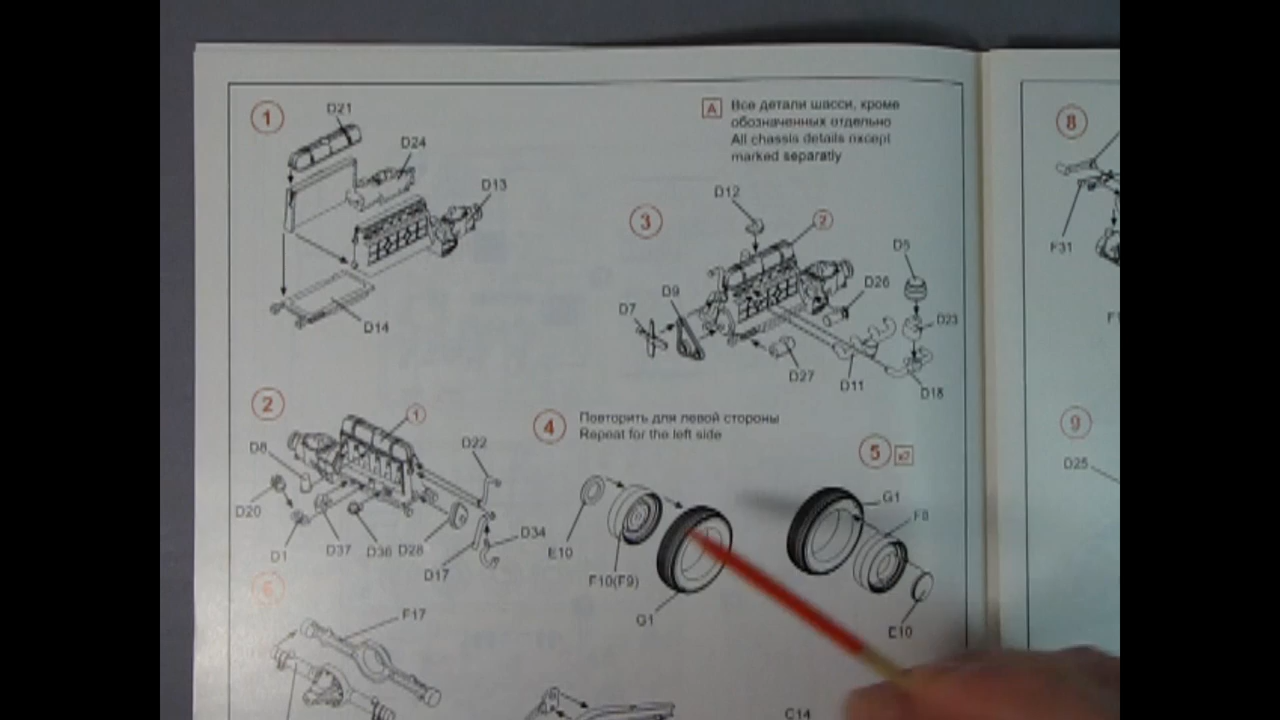 1
D21
D24
D13
D14
A
Все детали шасси, кроме
обозначенных отдельно
All chassis details except
marked separatly
3
D12
2
D5
D26
D9
D7
D23
D27
D11
D18
2
1
D8
D22
D20
D1
D37
D36
D28
D17
D34
4
Повторить для левой стороны
Repeat for the left side
E10
F10(F9)
G1
5
x2
G1
F8
E10
6
F17
C14
8
F31
9
D25